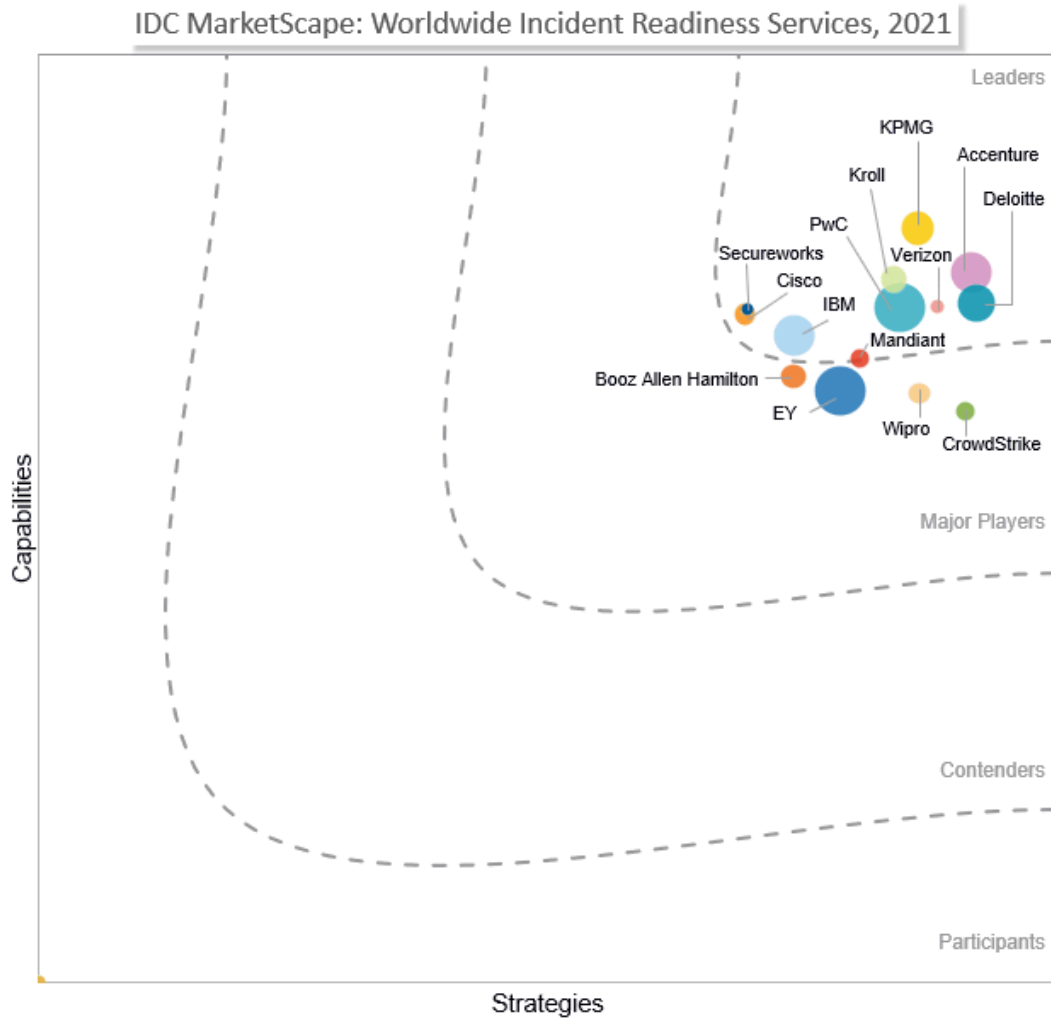 IDC MarketScape: Worldwide Incident Readiness Services, 2021
Leaders
KPMG
Accenture
Kroll
Deloitte
PwC
Secureworks
Verizon
Cisco
IBM
Mandiant
Booz Allen Hamilton
EY
Wipro
CrowdStrike
Major Players
Capabilities
Contenders
Participants
Strategies